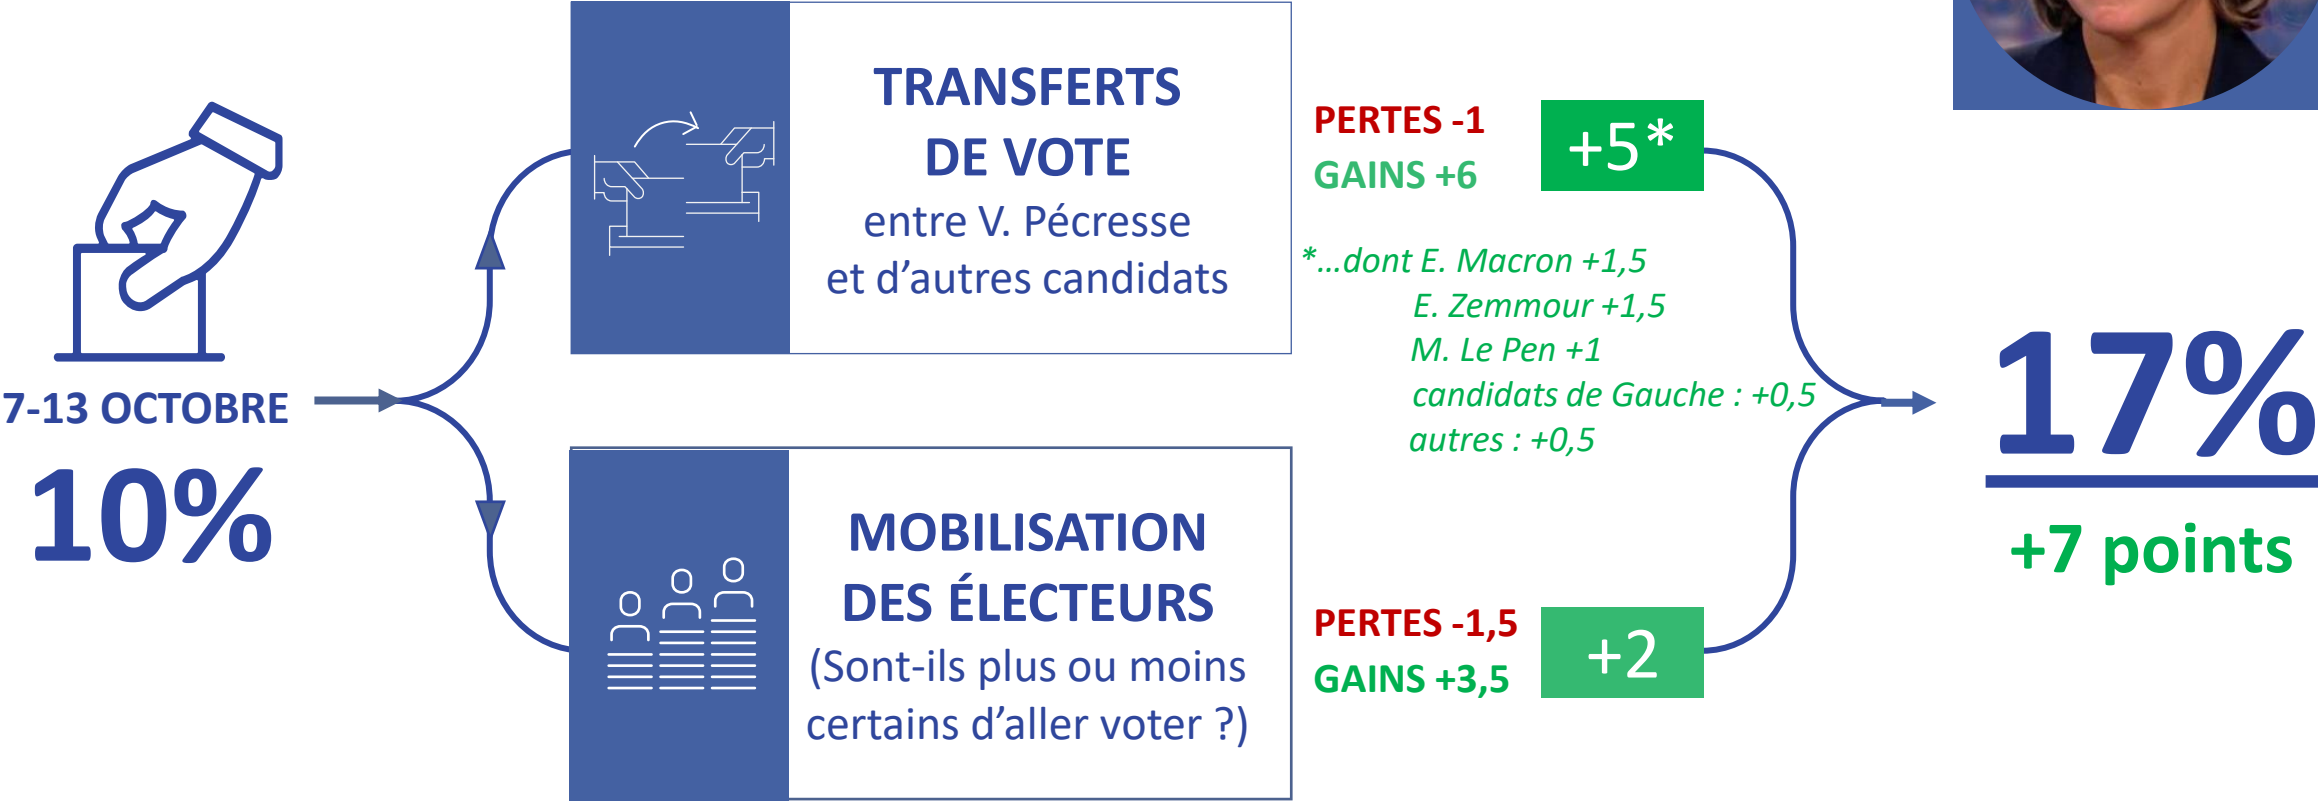 7-13 OCTOBRE
10%
TRANSFERTS
DE VOTE
entre V. Pécresse
et d’autres candidats
PERTES -1
GAINS +6
+5*
*…dont E. Macron +1,5
E. Zemmour +1,5
M. Le Pen +1
candidats de Gauche : +0,5
autres : +0,5
MOBILISATION
DES ÉLECTEURS
(Sont-ils plus ou moins
certains d’aller voter ?)
PERTES -1,5
GAINS +3,5
+2
17%
+7 points